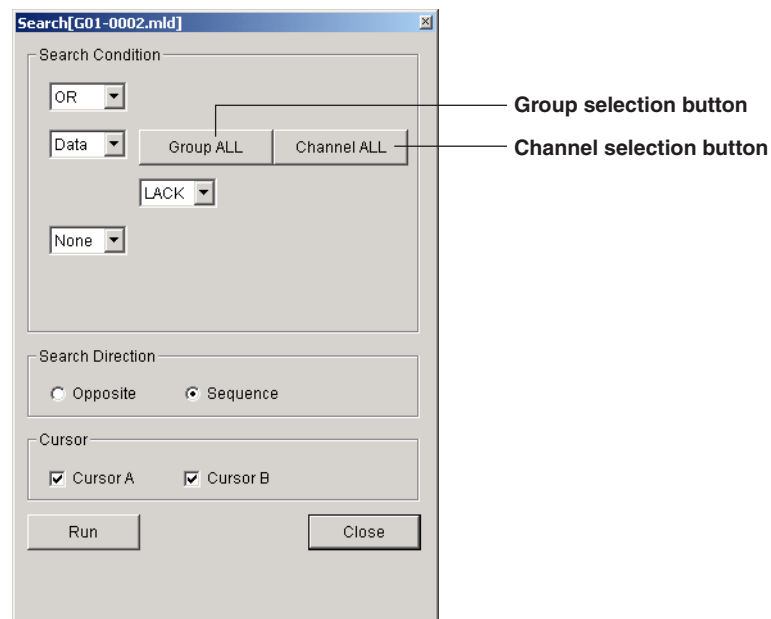 Search[G01-0002.mld]
Search Condition
OR
Group selection button
Data Group ALL Channel ALL
Channel selection button
LACK
None
Search Direction
Opposite Sequence
Cursor
Cursor A Cursor B
Run Close